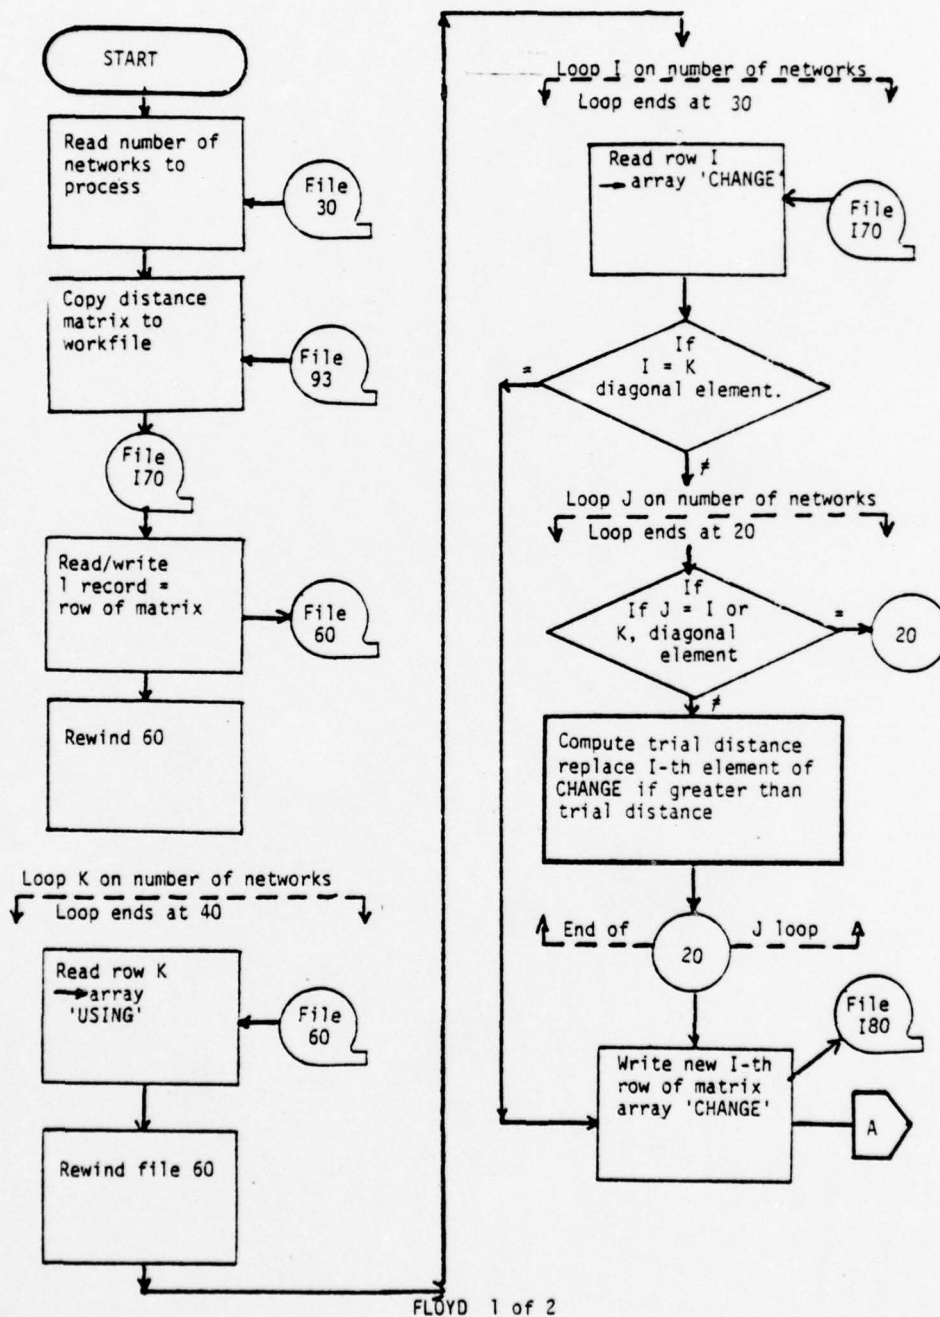 START
Read number of
networks to
process
File
30
Copy distance
matrix to
workfile
File
93
File
I70
Read/write
1 record =
row of matrix
File
60
Rewind 60
Loop K on number of networks
Loop ends at 40
Read row K
array
'USING'
File
60
Rewind file 60
Loop I on number of networks
Loop ends at 30
Read row I
array 'CHANGE'
File
I70
If
I = K
diagonal element.
=
≠
Loop J on number of networks
Loop ends at 20
If
If J = I or
K, diagonal
element
=
20
≠
Compute trial distance
replace I-th element of
CHANGE if greater than
trial distance
End of
J loop
20
File
I80
Write new I-th
row of matrix
array 'CHANGE'
A
FLOYD 1 of 2